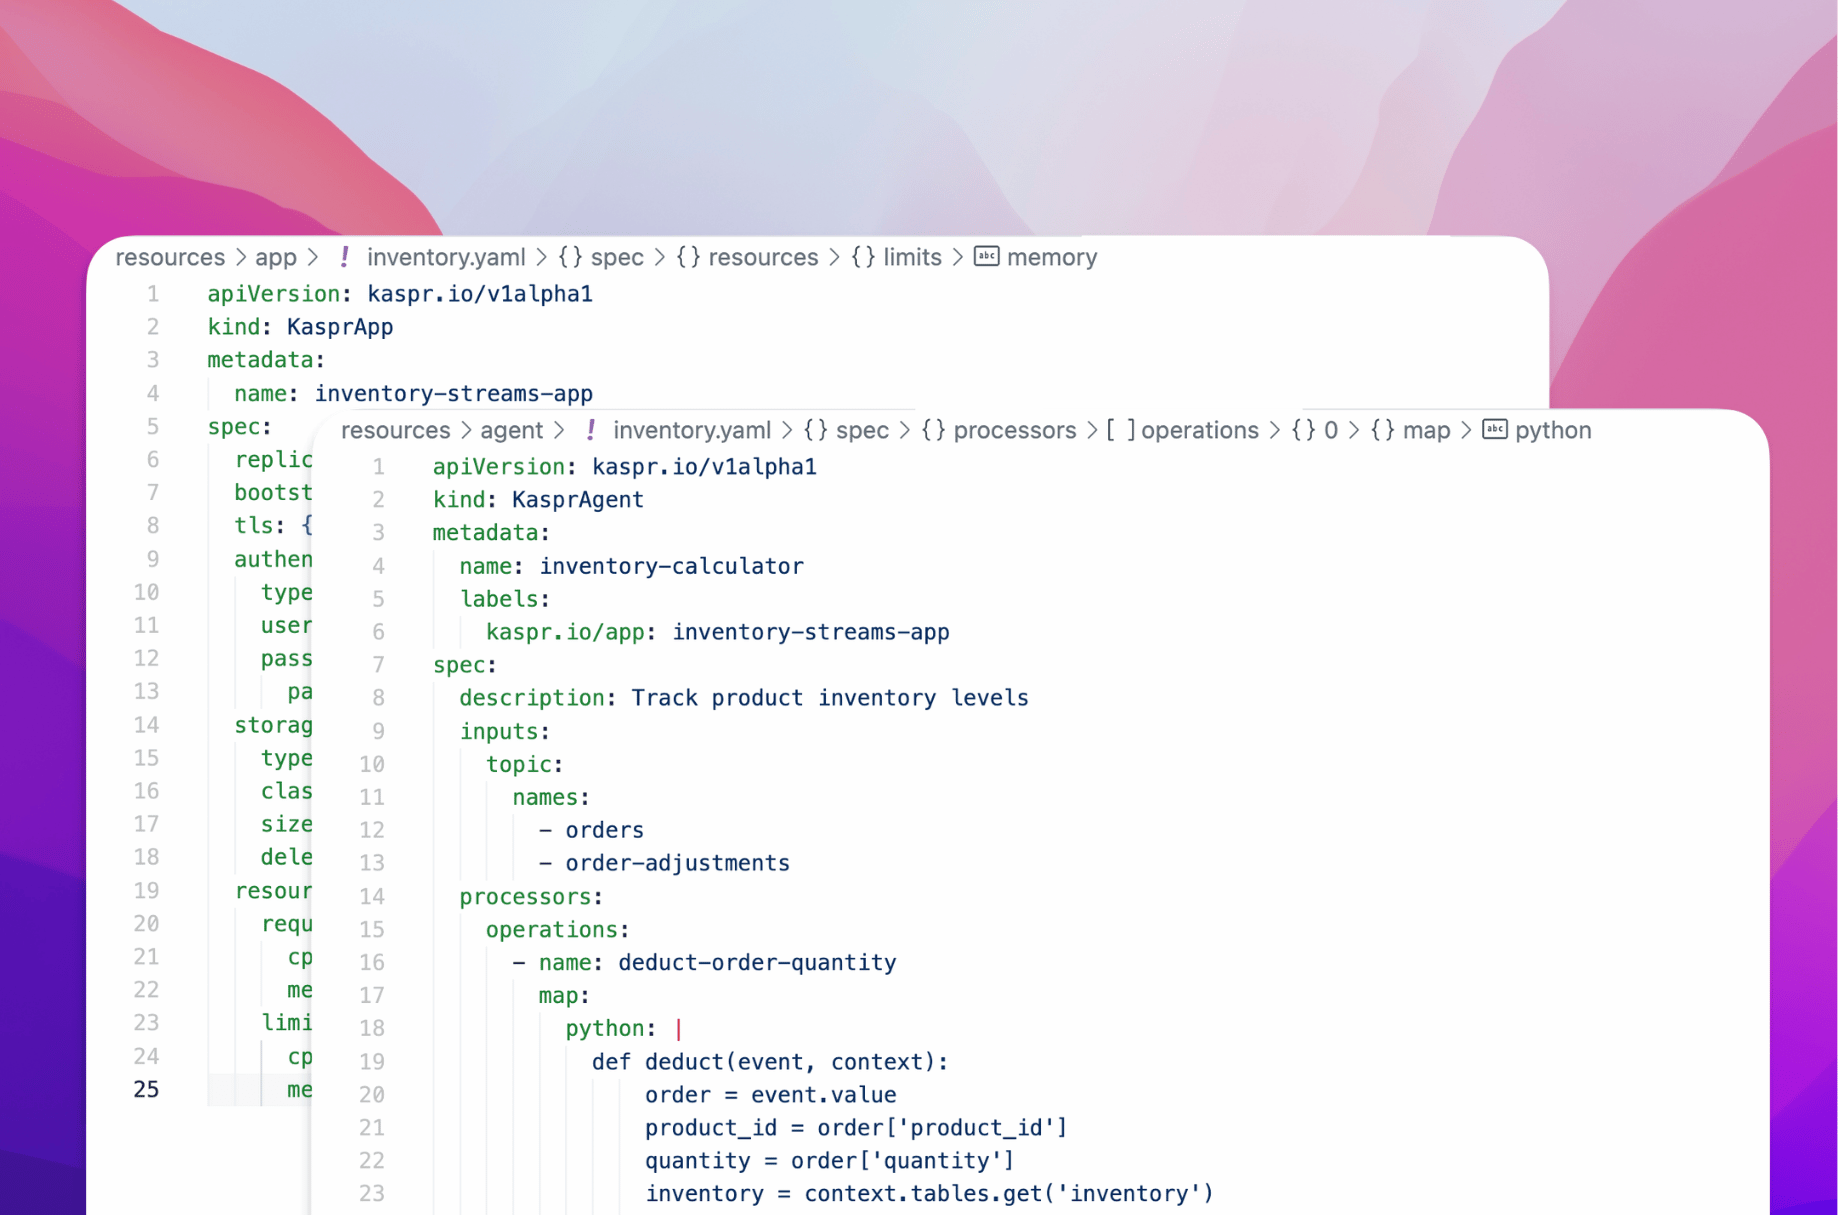 resources > app > ! inventory.yaml > {} spec > {} resources > {} limits > abc memory
1 apiVersion: kaspr.io/v1alpha1
2 kind: KasprApp
3 metadata:
4 name: inventory-streams-app
5 spec:
6 replic
7 bootst
8 tls: {
9 authen
10 type
11 user
12 pass
13 pa
14 storag
15 type
16 clas
17 size
18 dele
19 resour
20 requ
21 cp
22 me
23 limi
24 cp
25 me
resources > agent > ! inventory.yaml > {} spec > {} processors > [ ] operations > {} 0 > {} map > abc python
1 apiVersion: kaspr.io/v1alpha1
2 kind: KasprAgent
3 metadata:
4 name: inventory-calculator
5 labels:
6 kaspr.io/app: inventory-streams-app
7 spec:
8 description: Track product inventory levels
9 inputs:
10 topic:
11 names:
12 - orders
13 - order-adjustments
14 processors:
15 operations:
16 - name: deduct-order-quantity
17 map:
18 python: |
19 def deduct(event, context):
20 order = event.value
21 product_id = order['product_id']
22 quantity = order['quantity']
23 inventory = context.tables.get('inventory')